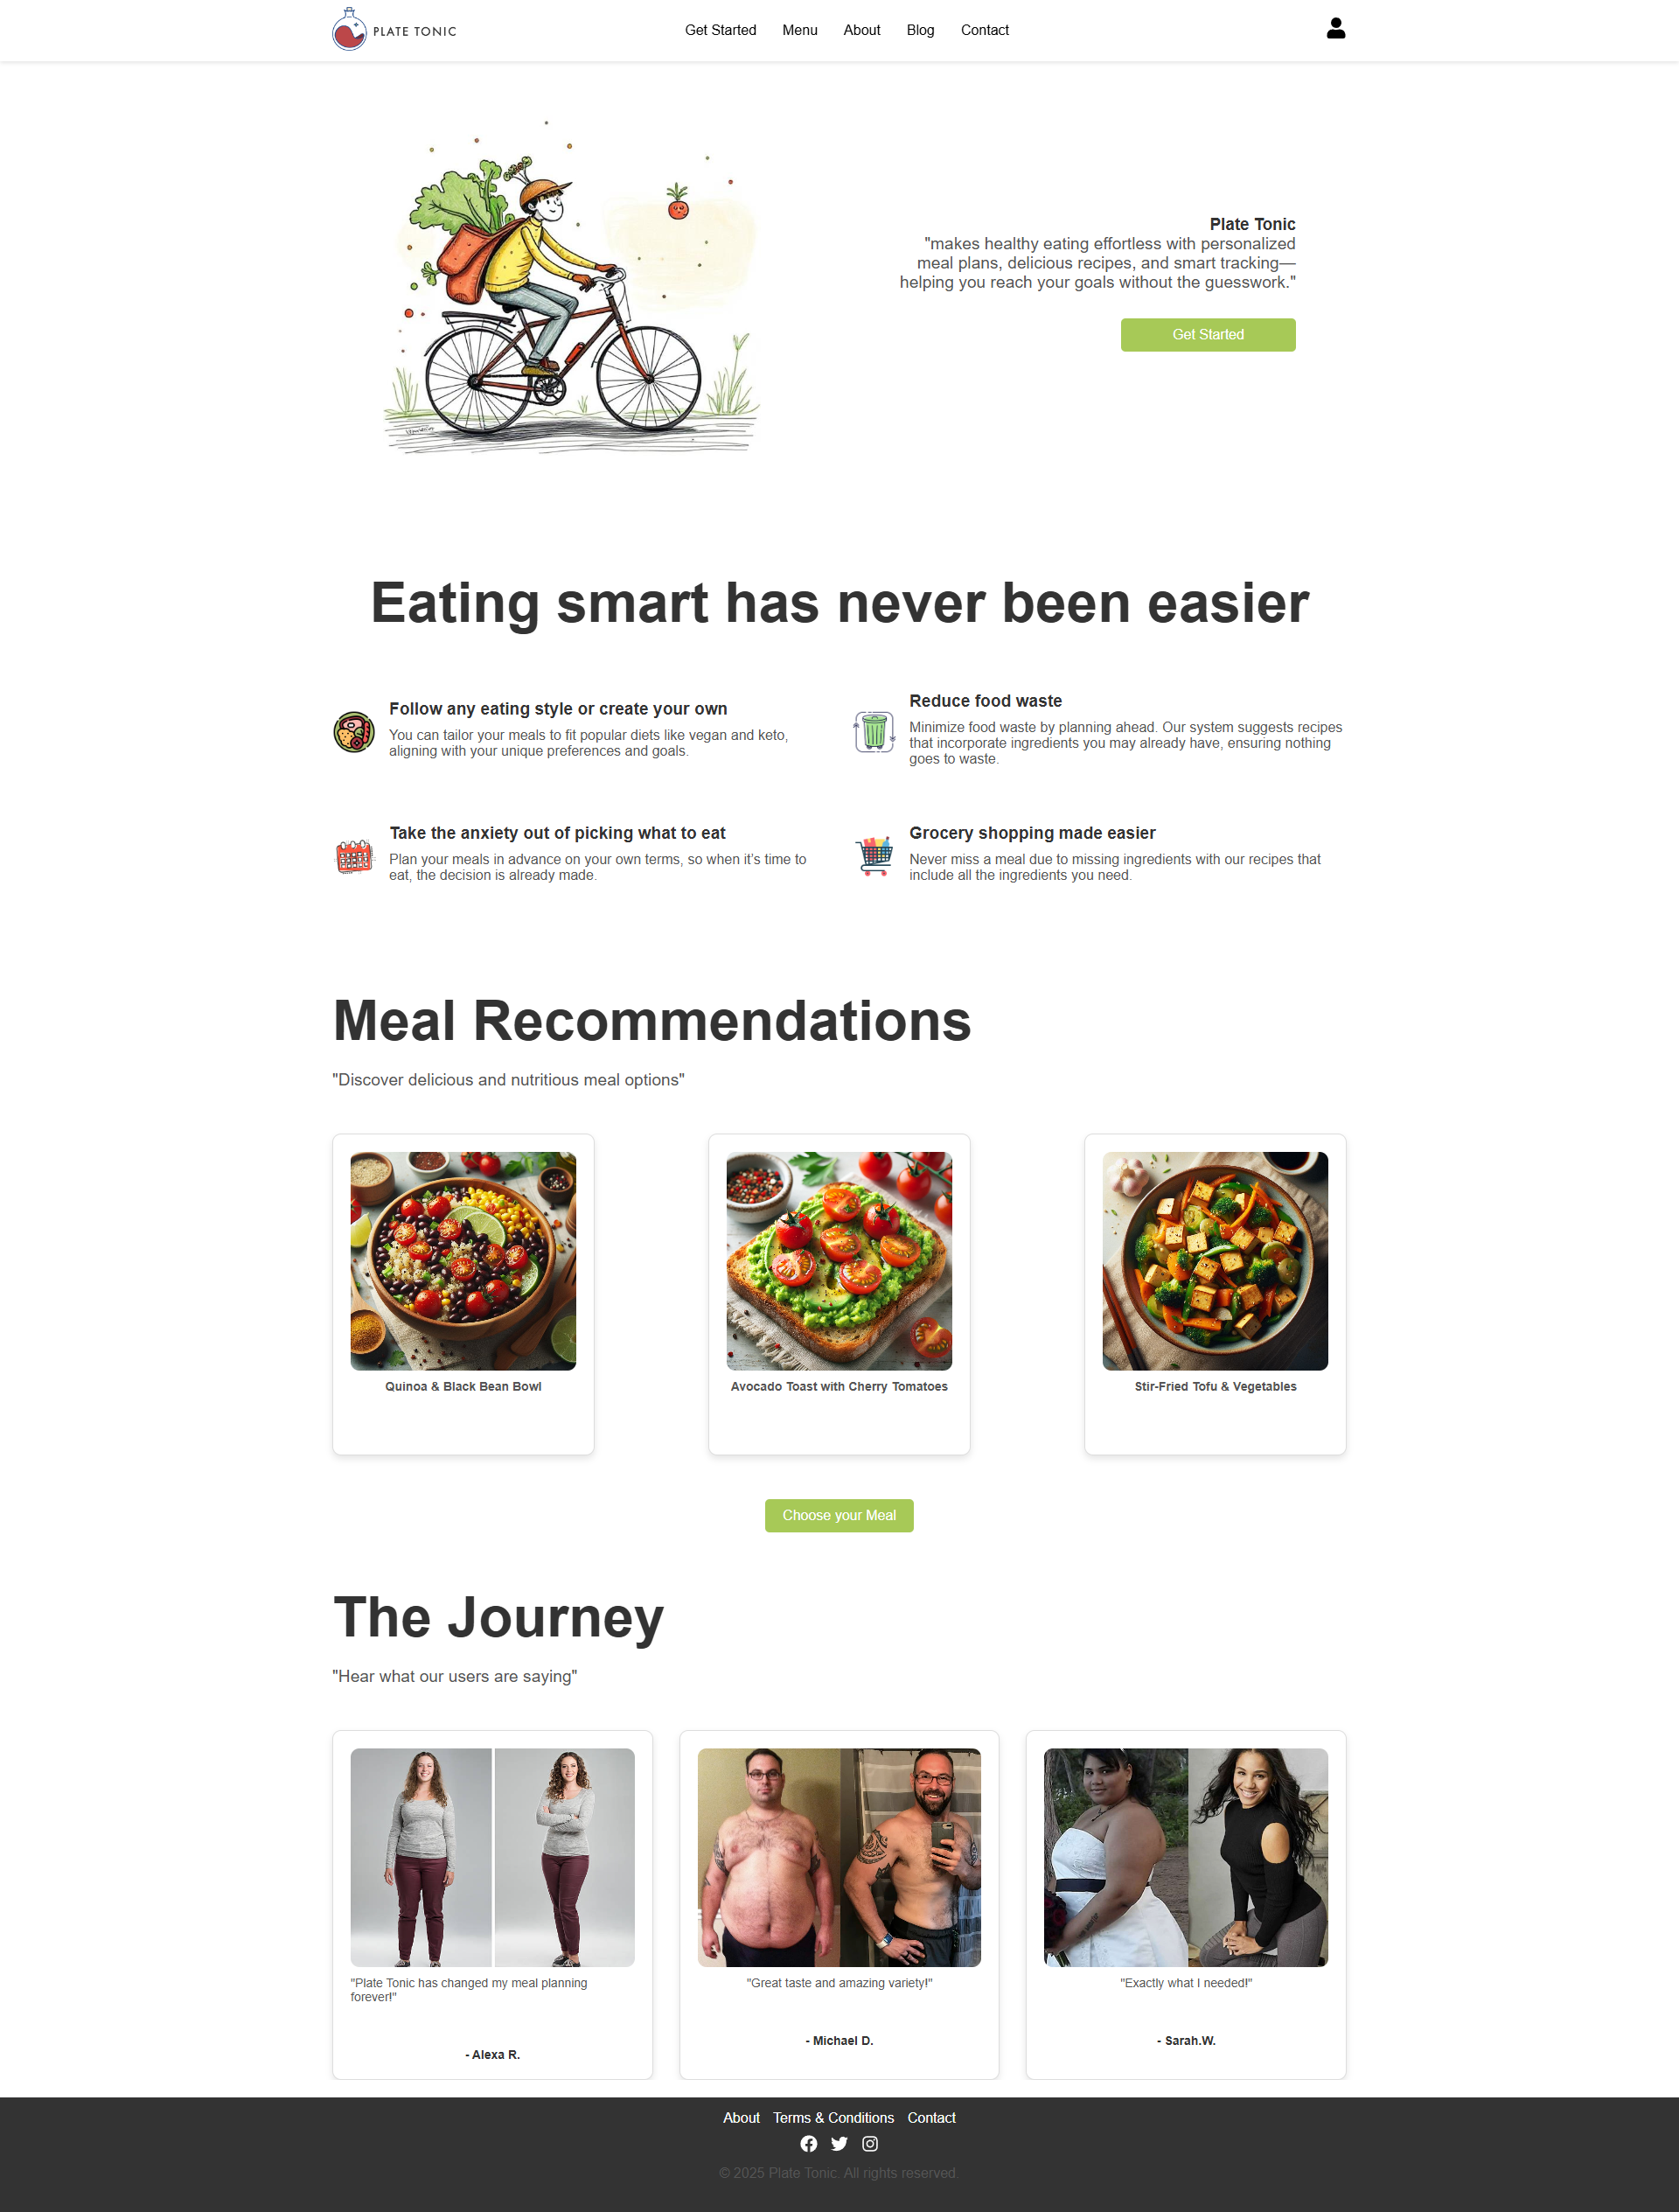 PLATE TONIC
Get Started
Menu
About
Blog
Contact
Plate Tonic
"makes healthy eating effortless with personalized
meal plans, delicious recipes, and smart tracking—
helping you reach your goals without the guesswork."
Get Started
Eating smart has never been easier
Follow any eating style or create your own
You can tailor your meals to fit popular diets like vegan and keto,
aligning with your unique preferences and goals.
Reduce food waste
Minimize food waste by planning ahead. Our system suggests recipes
that incorporate ingredients you may already have, ensuring nothing
goes to waste.
Take the anxiety out of picking what to eat
Plan your meals in advance on your own terms, so when it’s time to
eat, the decision is already made.
Grocery shopping made easier
Never miss a meal due to missing ingredients with our recipes that
include all the ingredients you need.
Meal Recommendations
"Discover delicious and nutritious meal options"
Quinoa & Black Bean Bowl
Avocado Toast with Cherry Tomatoes
Stir-Fried Tofu & Vegetables
Choose your Meal
The Journey
"Hear what our users are saying"
"Plate Tonic has changed my meal planning
forever!"
- Alexa R.
"Great taste and amazing variety!"
- Michael D.
"Exactly what I needed!"
- Sarah.W.
About
Terms & Conditions
Contact
© 2025 Plate Tonic. All rights reserved.